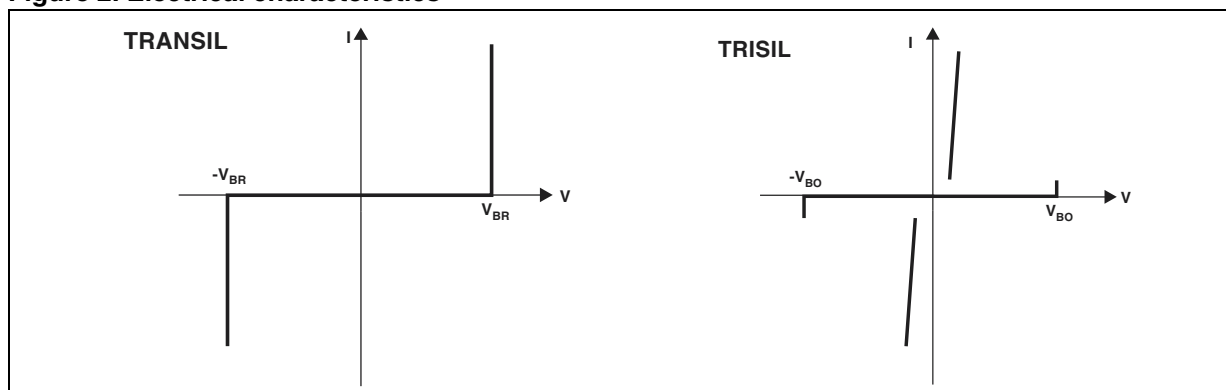 Figure 2. Electrical characteristics
TRANSIL
I
-VBR
VBR
V
TRISIL
I
-VBO
VBO
V